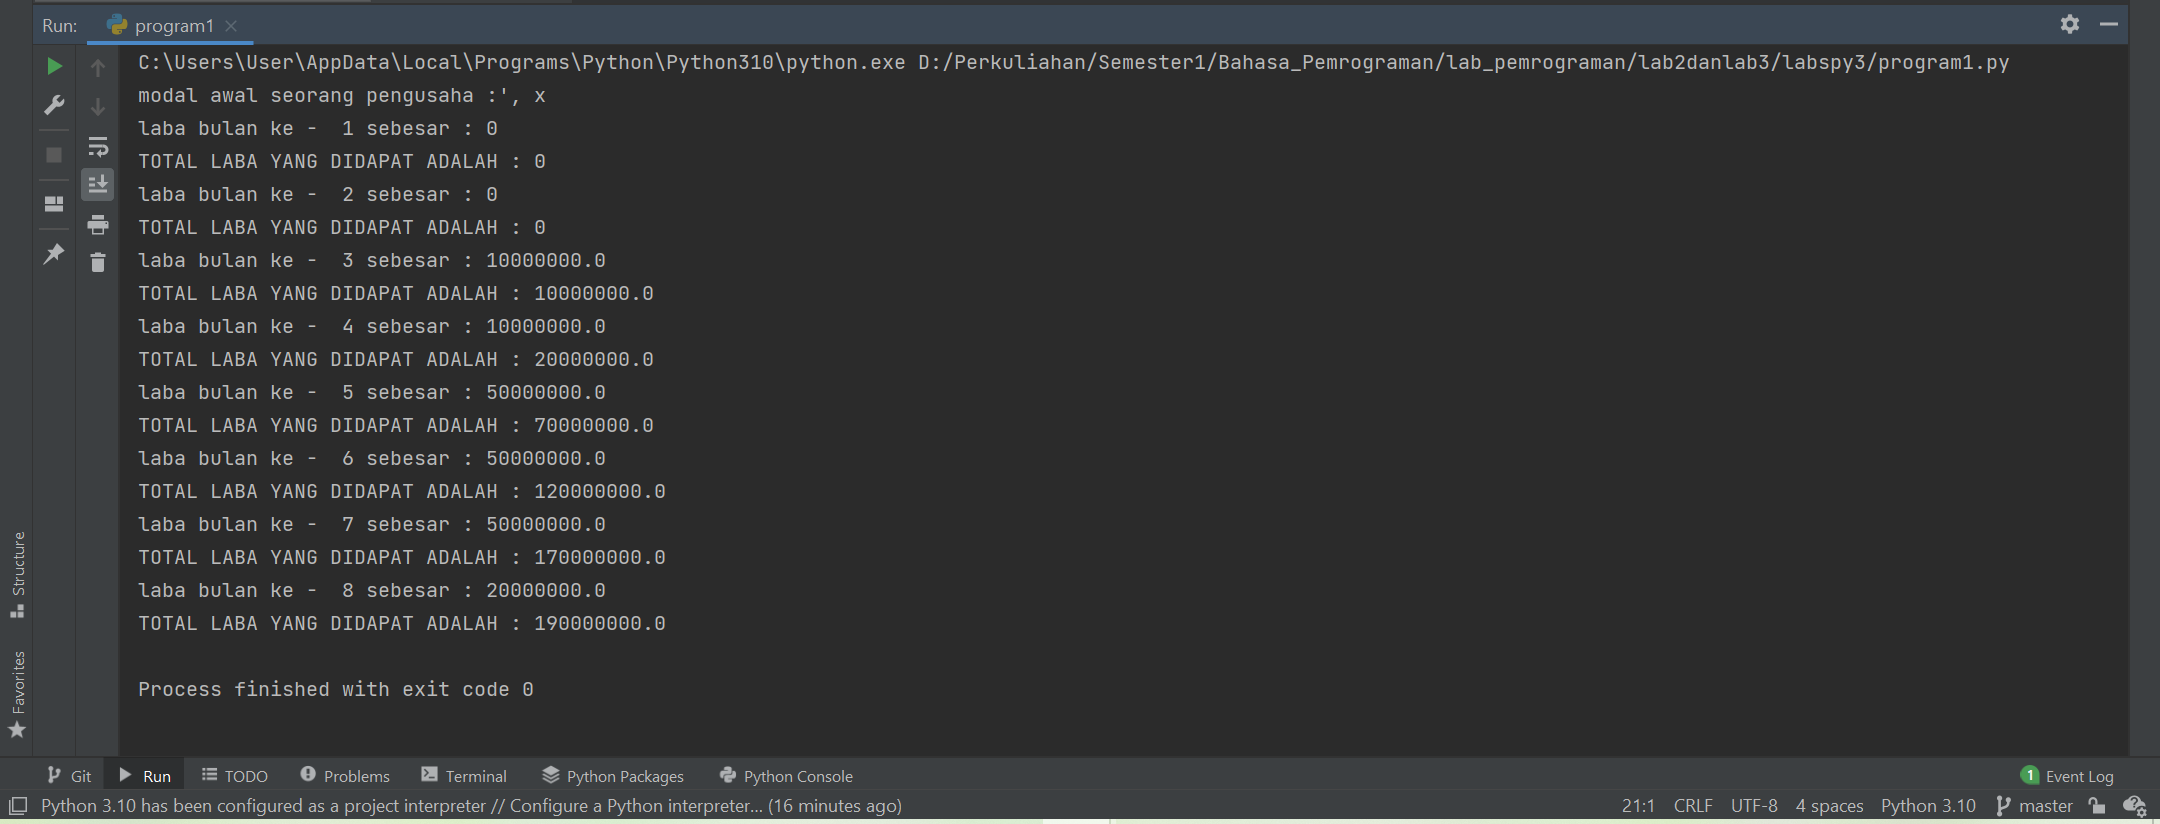 Run: program1
C:\Users\User\AppData\Local\Programs\Python\Python310\python.exe D:/Perkuliahan/Semester1/Bahasa_Pemrograman/lab_pemrograman/lab2danlab3/labspy3/program1.py
modal awal seorang pengusaha :', x
laba bulan ke -  1 sebesar : 0
TOTAL LABA YANG DIDAPAT ADALAH : 0
laba bulan ke -  2 sebesar : 0
TOTAL LABA YANG DIDAPAT ADALAH : 0
laba bulan ke -  3 sebesar : 10000000.0
TOTAL LABA YANG DIDAPAT ADALAH : 10000000.0
laba bulan ke -  4 sebesar : 10000000.0
TOTAL LABA YANG DIDAPAT ADALAH : 20000000.0
laba bulan ke -  5 sebesar : 50000000.0
TOTAL LABA YANG DIDAPAT ADALAH : 70000000.0
laba bulan ke -  6 sebesar : 50000000.0
TOTAL LABA YANG DIDAPAT ADALAH : 120000000.0
laba bulan ke -  7 sebesar : 50000000.0
TOTAL LABA YANG DIDAPAT ADALAH : 170000000.0
laba bulan ke -  8 sebesar : 20000000.0
TOTAL LABA YANG DIDAPAT ADALAH : 190000000.0
Process finished with exit code 0
Structure
Favorites
Git Run TODO Problems Terminal Python Packages Python Console 1 Event Log
Python 3.10 has been configured as a project interpreter // Configure a Python interpreter... (16 minutes ago) 21:1 CRLF UTF-8 4 spaces Python 3.10 master